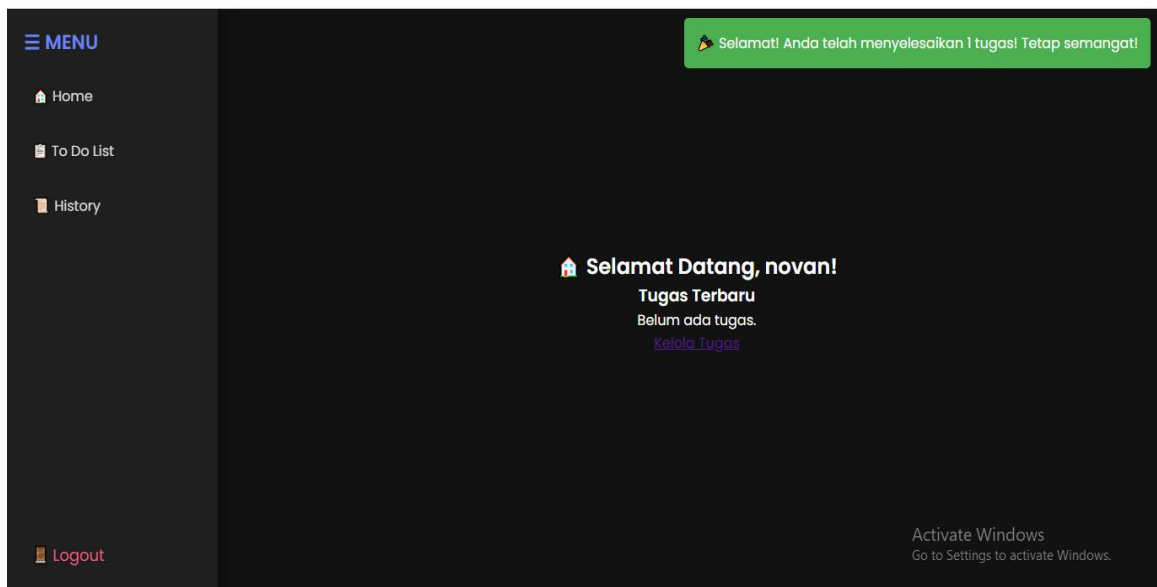 ☰ MENU
🏠 Home
📋 To Do List
📜 History
🚪 Logout
🎉 Selamat! Anda telah menyelesaikan 1 tugas! Tetap semangat!
🏠 Selamat Datang, novan!
Tugas Terbaru
Belum ada tugas.
Kelola Tugas
Activate Windows
Go to Settings to activate Windows.